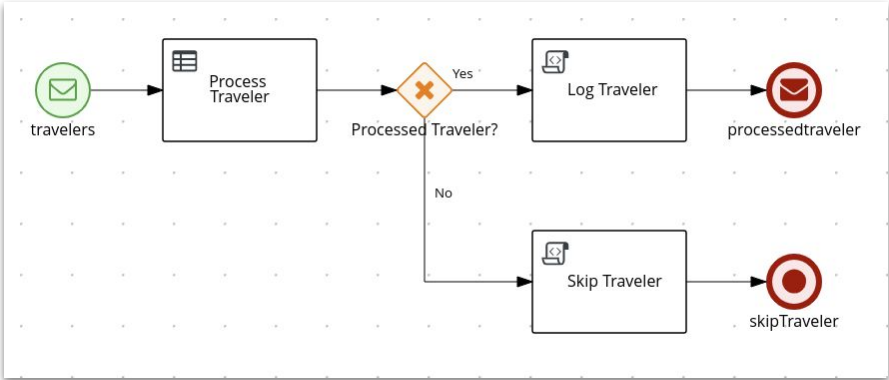 Process
Traveler
Yes
Log Traveler
travelers
Processed Traveler?
processedtraveler
No
Skip Traveler
skipTraveler